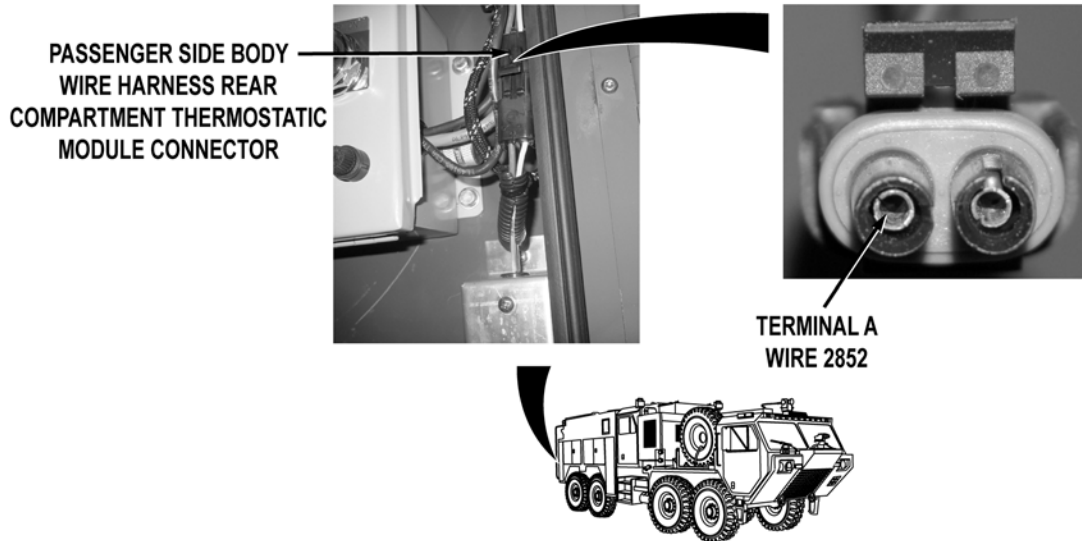 PASSENGER SIDE BODY
WIRE HARNESS REAR
COMPARTMENT THERMOSTATIC
MODULE CONNECTOR
TERMINAL A
WIRE 2852